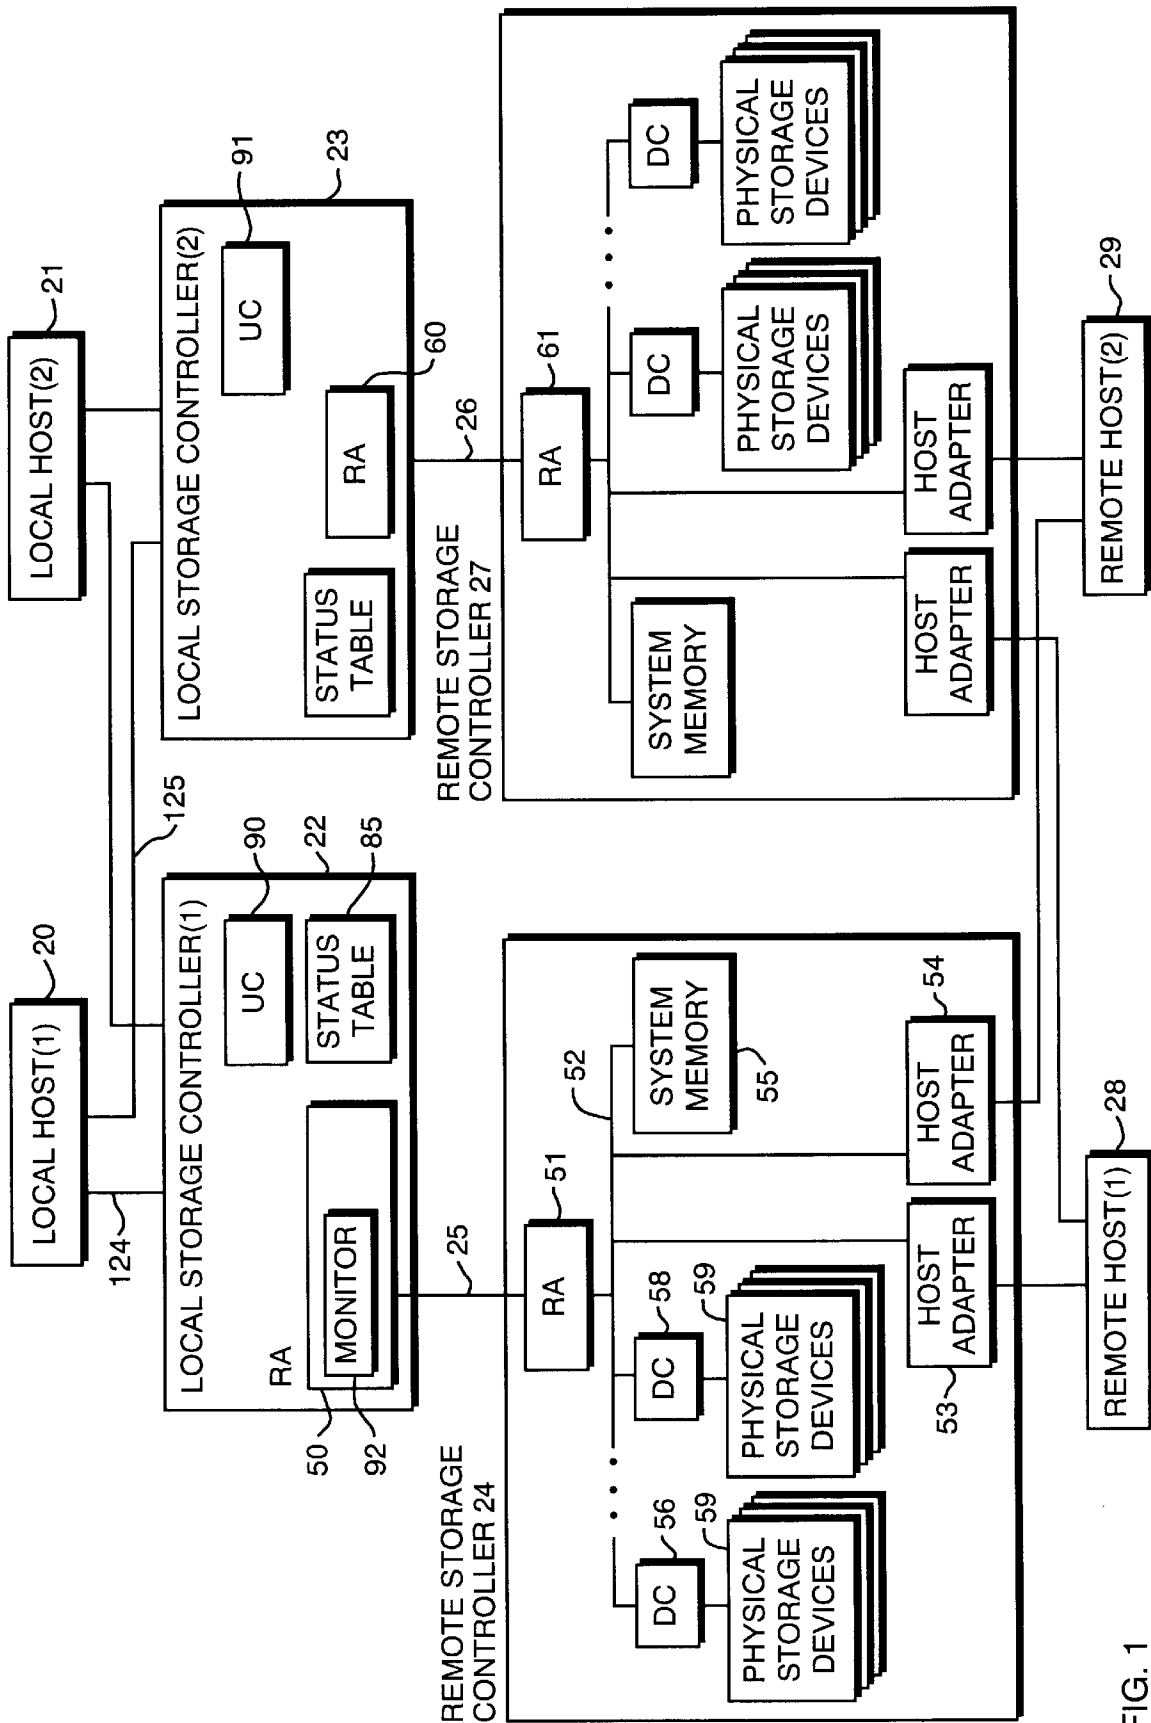 LOCAL HOST(1)
20
LOCAL HOST(2)
21
124
125
LOCAL STORAGE CONTROLLER(1)
22
UC
90
STATUS
TABLE
85
RA
MONITOR
50
92
LOCAL STORAGE CONTROLLER(2)
23
UC
91
STATUS
TABLE
RA
60
25
26
REMOTE STORAGE
CONTROLLER 24
RA
51
52
DC
56
DC
58
PHYSICAL
STORAGE
DEVICES
59
PHYSICAL
STORAGE
DEVICES
59
SYSTEM
MEMORY
55
HOST
ADAPTER
53
HOST
ADAPTER
54
REMOTE STORAGE
CONTROLLER 27
RA
61
SYSTEM
MEMORY
DC
DC
PHYSICAL
STORAGE
DEVICES
PHYSICAL
STORAGE
DEVICES
HOST
ADAPTER
HOST
ADAPTER
REMOTE HOST(1)
28
REMOTE HOST(2)
29
FIG. 1